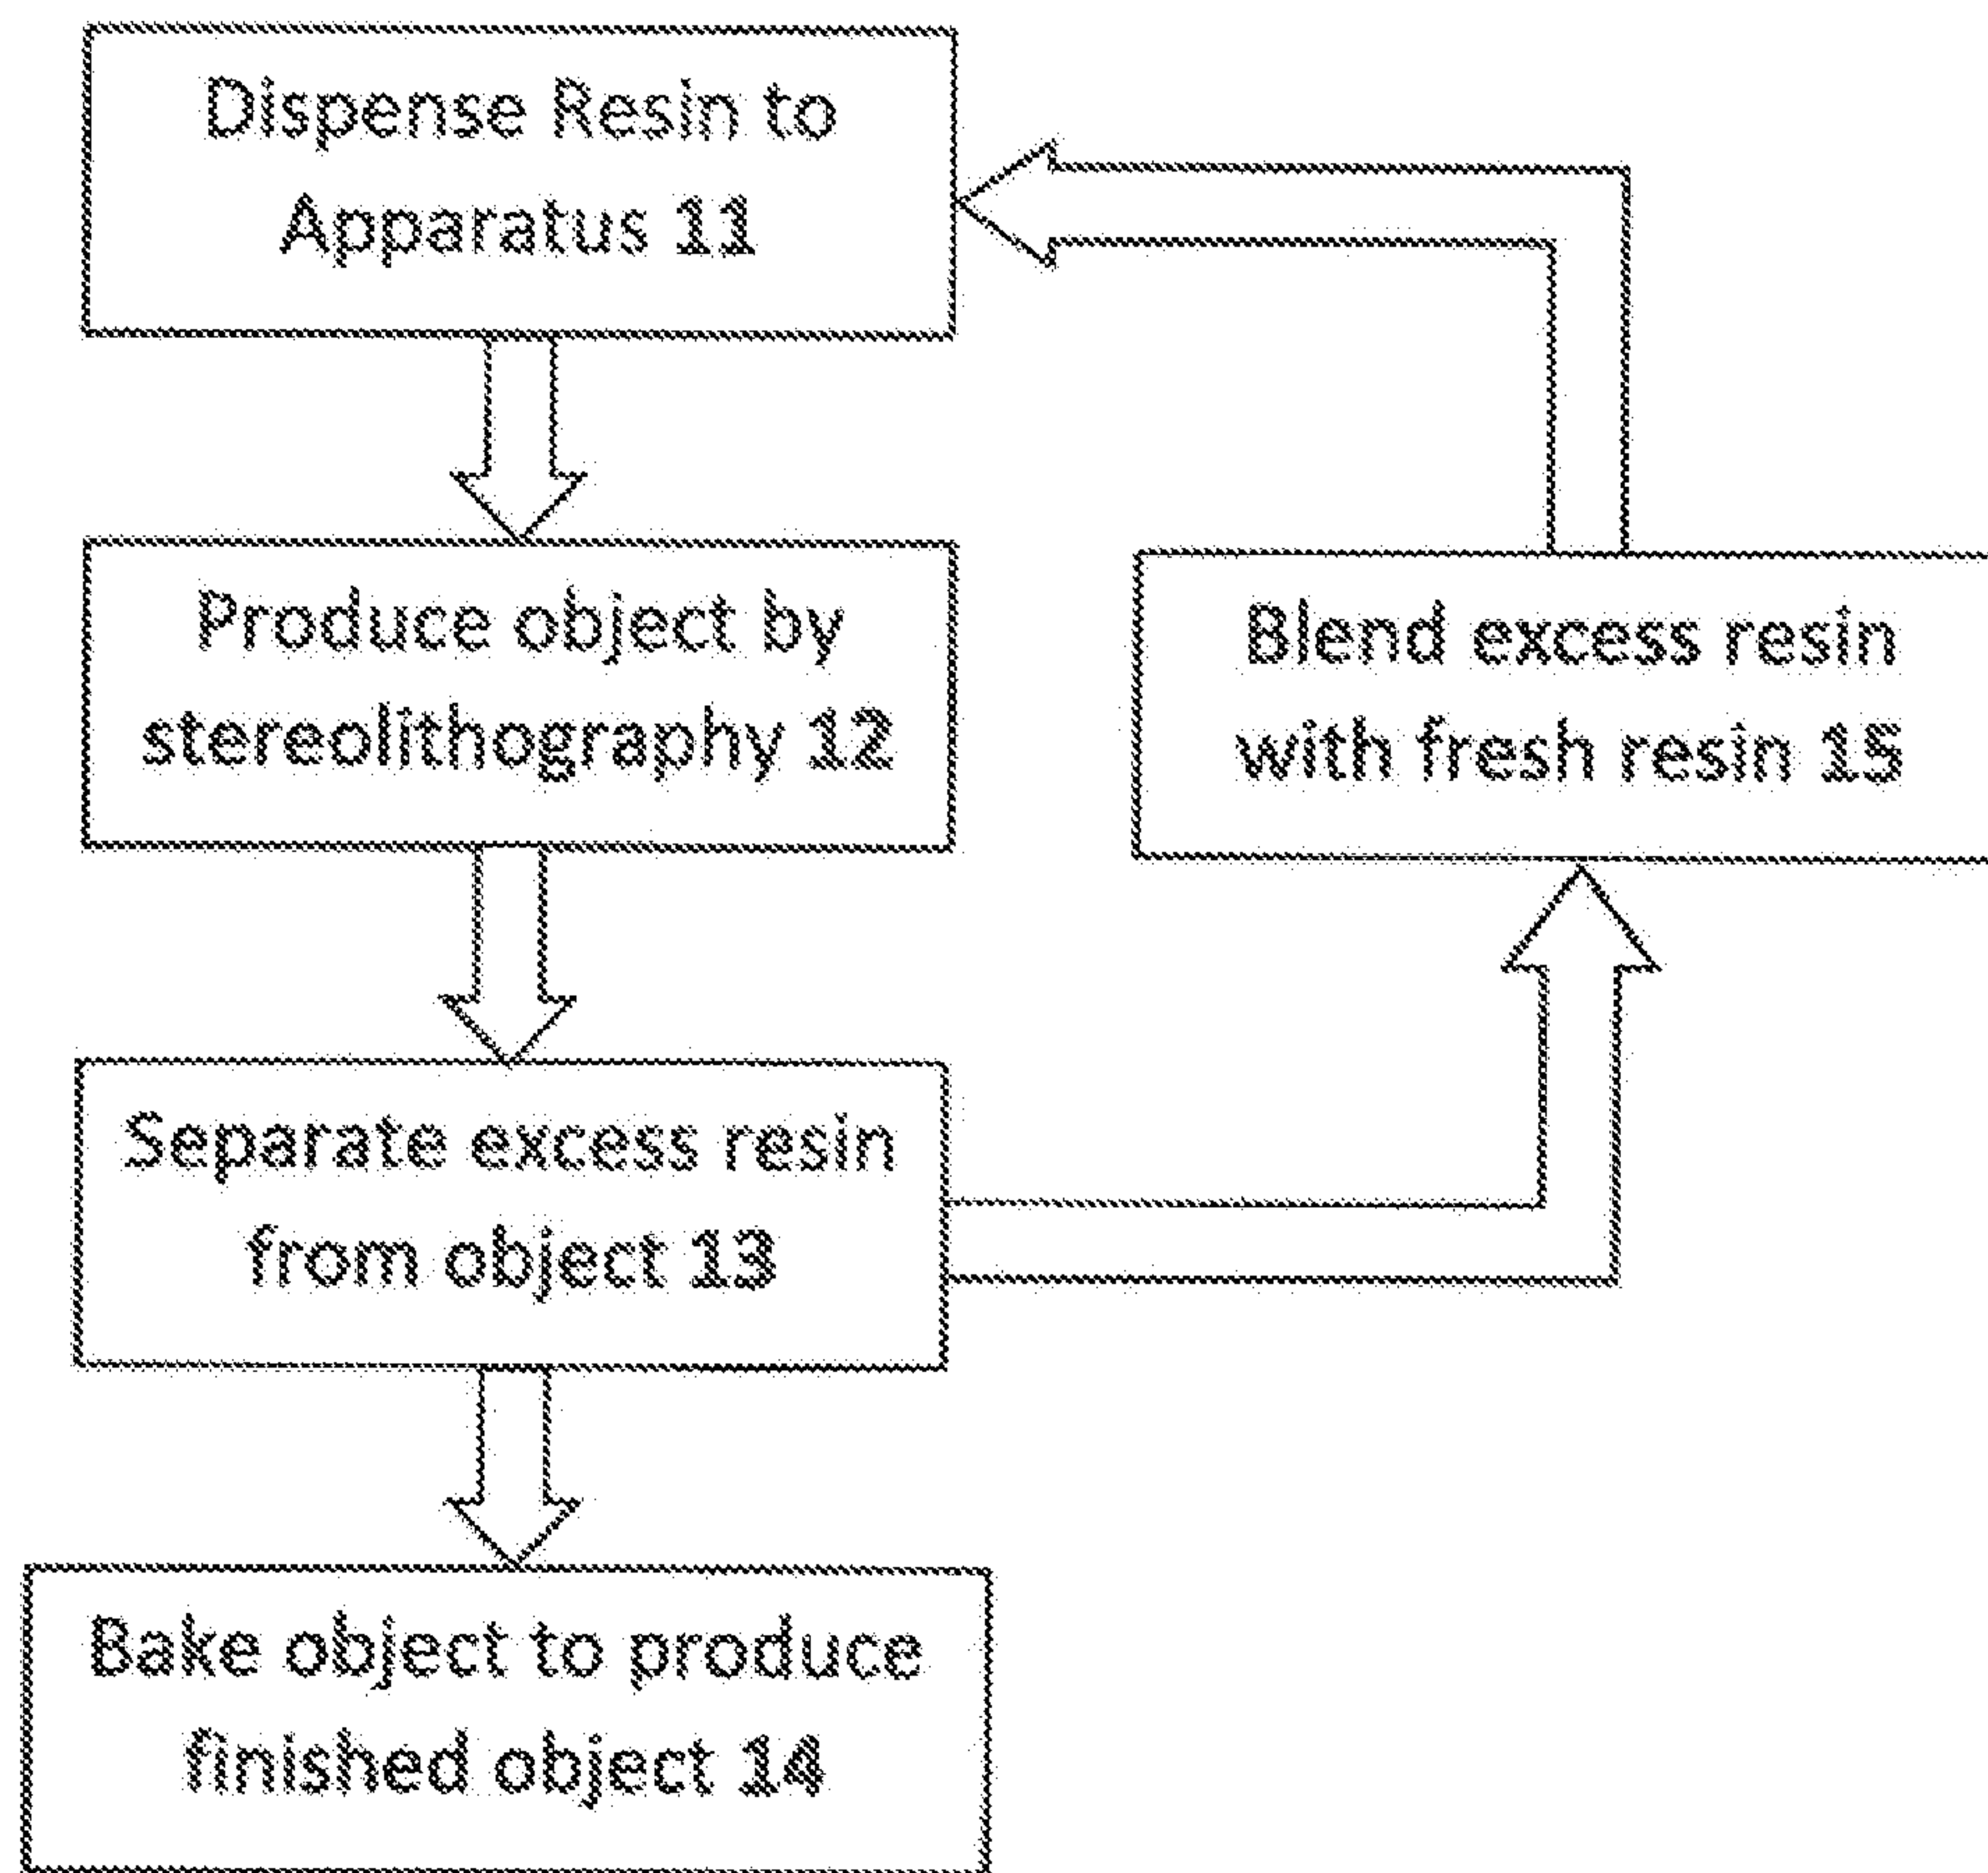 Dispense Resin to
Apparatus 11
Produce object by
stereolithography 12
Blend excess resin
with fresh resin 15
Separate excess resin
from object 13
Bake object to produce
finished object 14